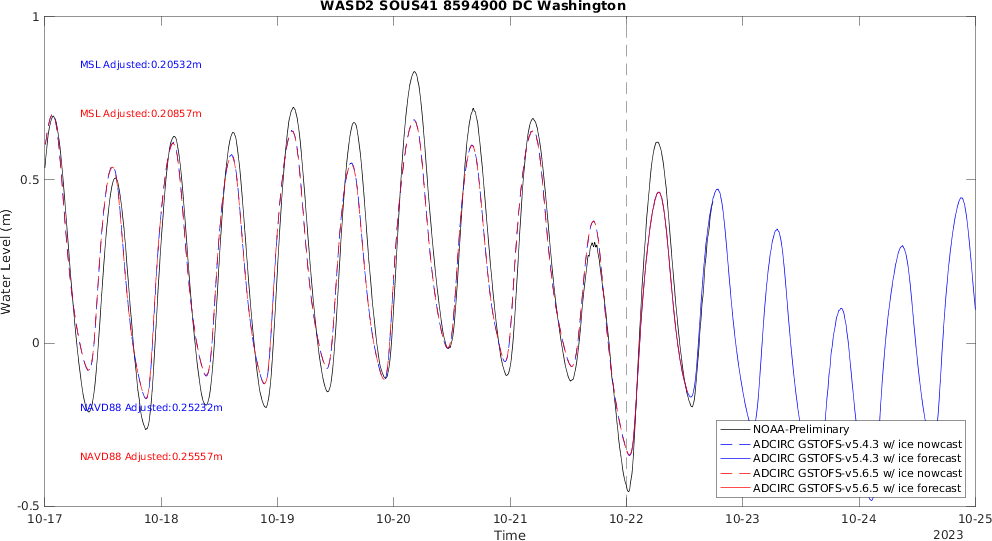 WASD2 SOUS41 8594900 DC Washington
1
0.5
0
-0.5
Water Level (m)
MSL Adjusted:0.20532m
MSL Adjusted:0.20857m
NAVD88 Adjusted:0.25232m
NAVD88 Adjusted:0.25557m
NOAA-Preliminary
ADCIRC GSTOFS-v5.4.3 w/ ice nowcast
ADCIRC GSTOFS-v5.4.3 w/ ice forecast
ADCIRC GSTOFS-v5.6.5 w/ ice nowcast
ADCIRC GSTOFS-v5.6.5 w/ ice forecast
10-17 10-18 10-19 10-20 10-21 10-22 10-23 10-24 10-25
Time
2023